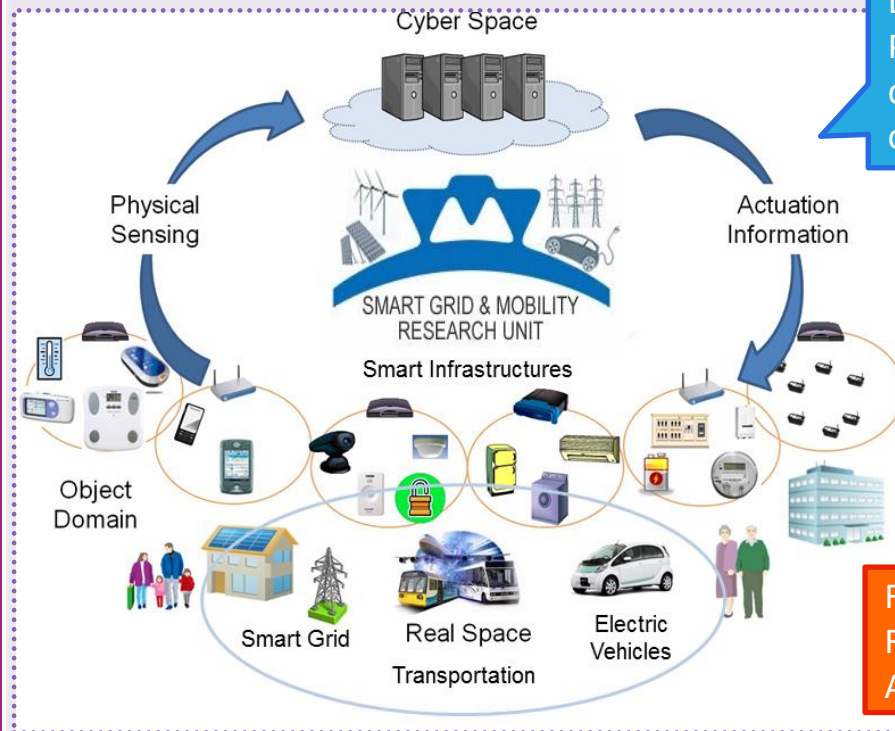 Cyber Space
Physical
Sensing
Actuation
Information
SMART GRID & MOBILITY
RESEARCH UNIT
Smart Infrastructures
Object
Domain
Smart Grid
Real Space
Electric
Vehicles
Transportation